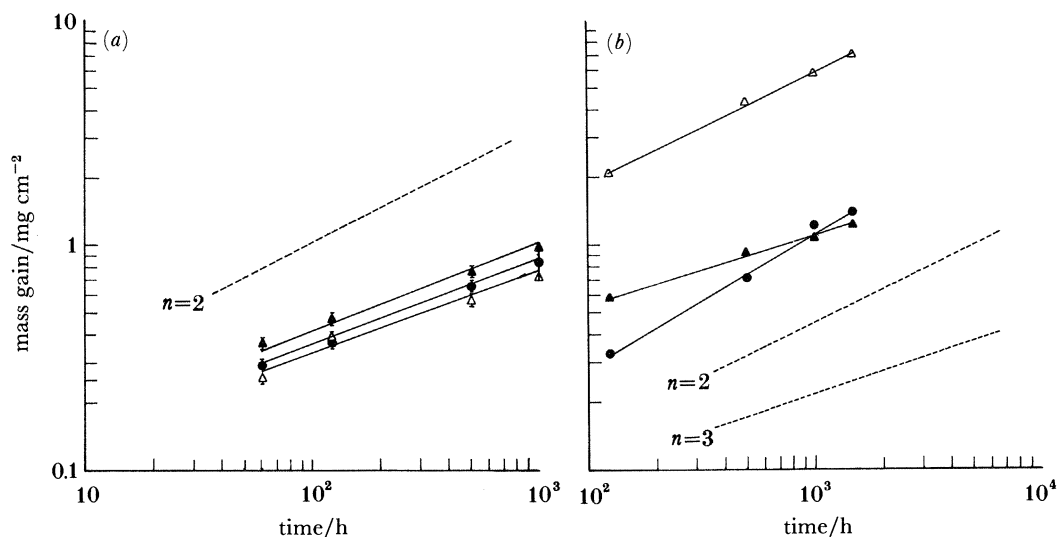 (a)
(b)
mass gain/mg cm⁻²
10
1
0.1
n=2
10
10²
10³
time/h
n=2
n=3
10²
10³
10⁴
time/h